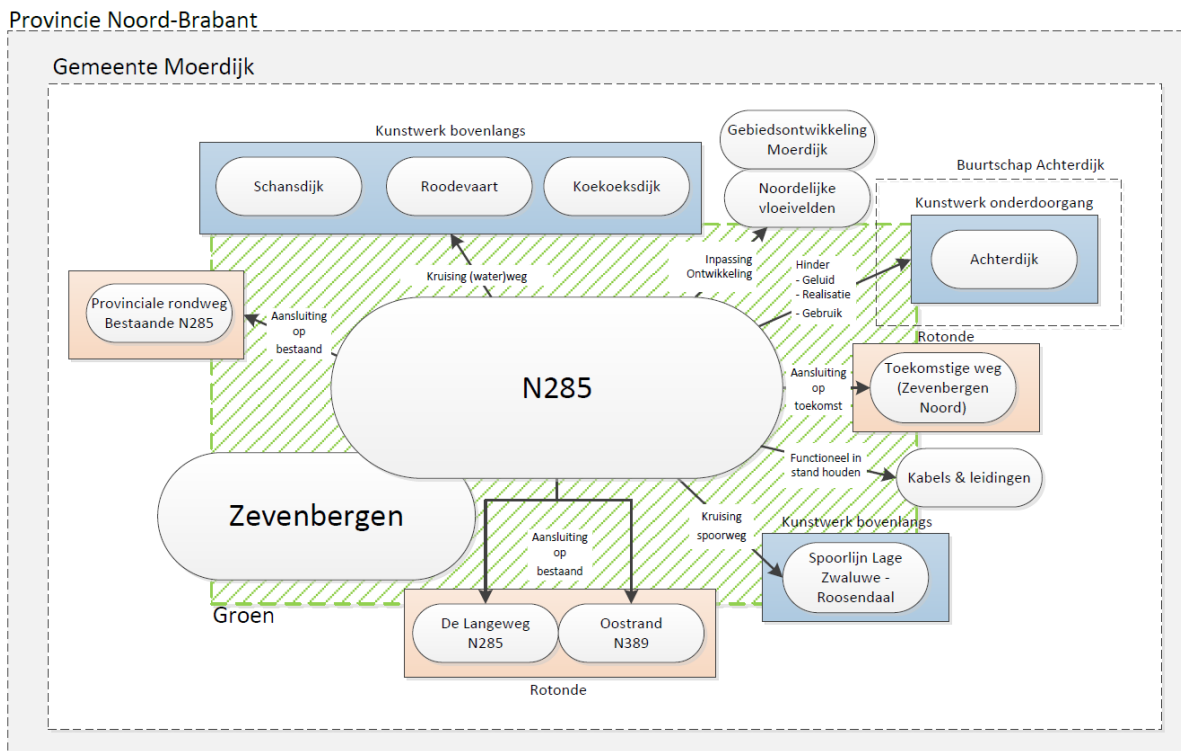 Provincie Noord-Brabant
Gemeente Moerdijk
Kunstwerk bovenlangs
Schansdijk
Roodevaart
Koekoeksdijk
Gebiedsontwikkeling
Moerdijk
Noordelijke
vloeivelden
Buurtschap Achterdijk
Kunstwerk onderdoorgang
Achterdijk
Kruising (water)weg
Inpassing
Ontwikkeling
Hinder
- Geluid
- Realisatie
- Gebruik
Provinciale rondweg
Bestaande N285
Aansluiting
op
bestaand
N285
Rotonde
Aansluiting
op
toekomst
Toekomstige weg
(Zevenbergen
Noord)
Functioneel in
stand houden
Kabels & leidingen
Zevenbergen
Kruising
spoorweg
Kunstwerk bovenlangs
Spoorlijn Lage
Zwaluwe -
Roosendaal
Aansluiting
op
bestaand
Groen
De Langeweg
N285
Oostrand
N389
Rotonde